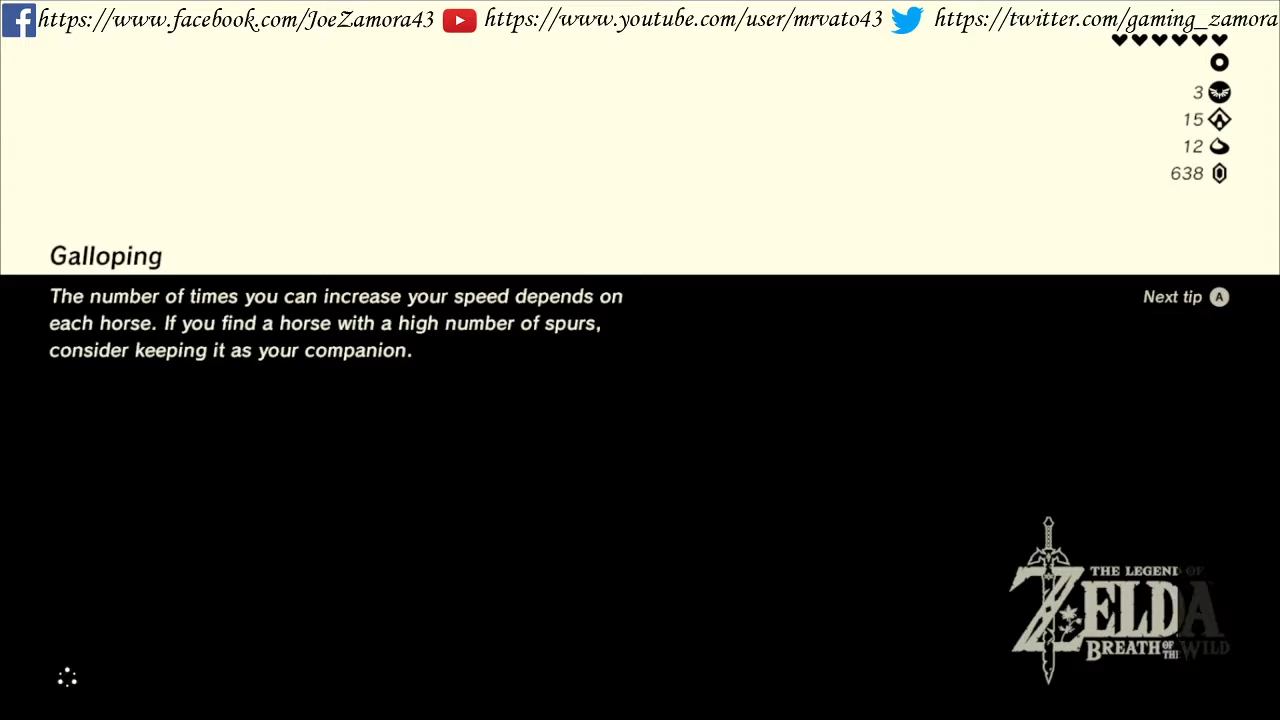 https://www.facebook.com/JoeZamora43 https://www.youtube.com/user/mrvato43 https://twitter.com/gaming_zamora
3
15
12
638
Galloping
The number of times you can increase your speed depends on
each horse. If you find a horse with a high number of spurs,
consider keeping it as your companion.
Next tip A
THE LEGEND OF
ZELDA
BREATH OF THE WILD